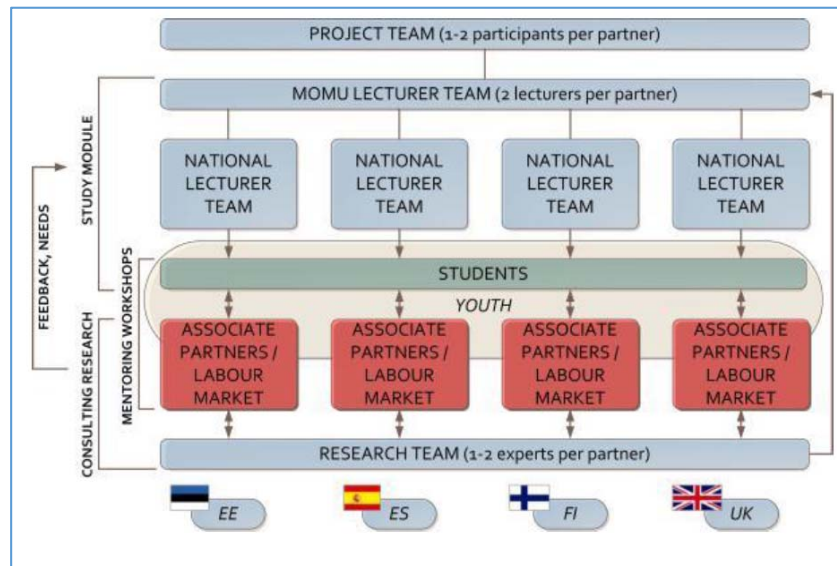 PROJECT TEAM (1-2 participants per partner)
MOMU LECTURER TEAM (2 lecturers per partner)
NATIONAL
LECTURER
TEAM
NATIONAL
LECTURER
TEAM
NATIONAL
LECTURER
TEAM
NATIONAL
LECTURER
TEAM
STUDENTS
YOUTH
ASSOCIATE
PARTNERS /
LABOUR
MARKET
ASSOCIATE
PARTNERS /
LABOUR
MARKET
ASSOCIATE
PARTNERS /
LABOUR
MARKET
ASSOCIATE
PARTNERS /
LABOUR
MARKET
RESEARCH TEAM (1-2 experts per partner)
FEEDBACK, NEEDS
STUDY MODULE
CONSULTING RESEARCH
MENTORING WORKSHOPS
EE
ES
FI
UK